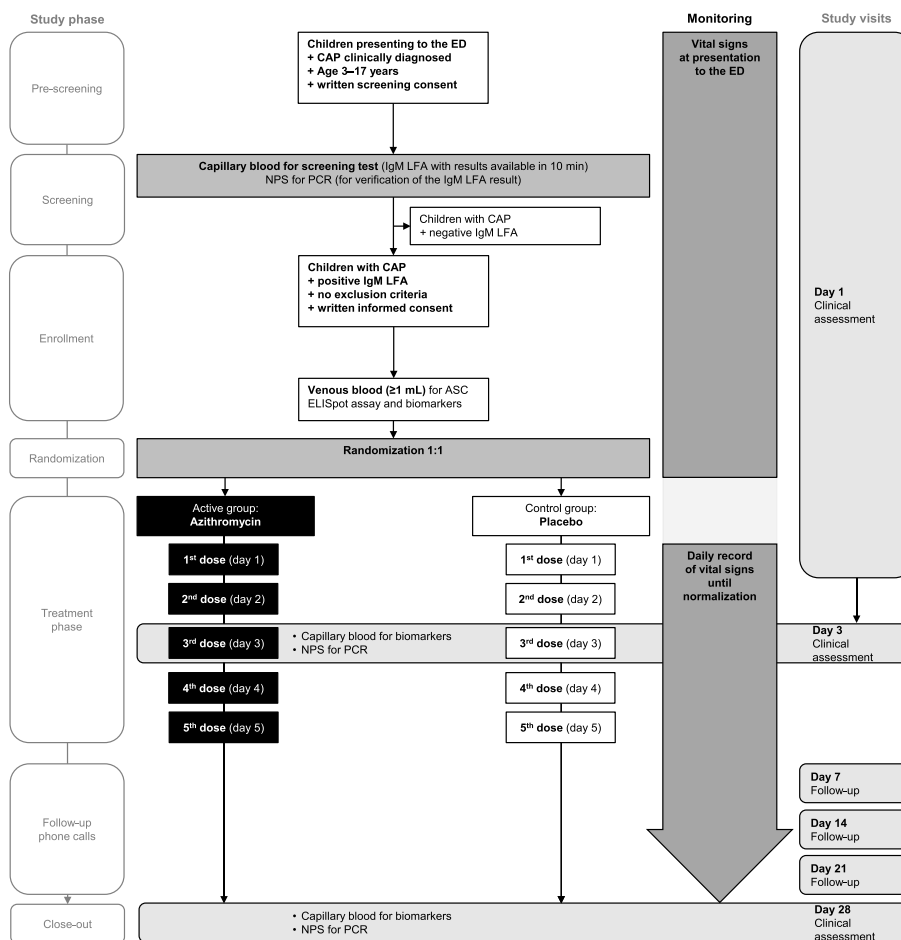 Study phase
Monitoring
Study visits
Pre–screening
Children presenting to the ED
+ CAP clinically diagnosed
+ Age 3–17 years
+ written screening consent
Vital signs
at presentation
to the ED
Screening
Capillary blood for screening test (IgM LFA with results available in 10 min)
NPS for PCR (for verification of the IgM LFA result)
Children with CAP
+ negative IgM LFA
Enrollment
Children with CAP
+ positive IgM LFA
+ no exclusion criteria
+ written informed consent
Day 1
Clinical
assessment
Venous blood (≥1 mL) for ASC
ELISpot assay and biomarkers
Randomization
Randomization 1:1
Treatment
phase
Active group:
Azithromycin
Control group:
Placebo
1st dose (day 1)
1st dose (day 1)
Daily record
of vital signs
until
normalization
2nd dose (day 2)
2nd dose (day 2)
3rd dose (day 3)
• Capillary blood for biomarkers
• NPS for PCR
3rd dose (day 3)
Day 3
Clinical
assessment
4th dose (day 4)
4th dose (day 4)
5th dose (day 5)
5th dose (day 5)
Follow–up
phone calls
Day 7
Follow–up
Day 14
Follow–up
Day 21
Follow–up
Close–out
• Capillary blood for biomarkers
• NPS for PCR
Day 28
Clinical
assessment